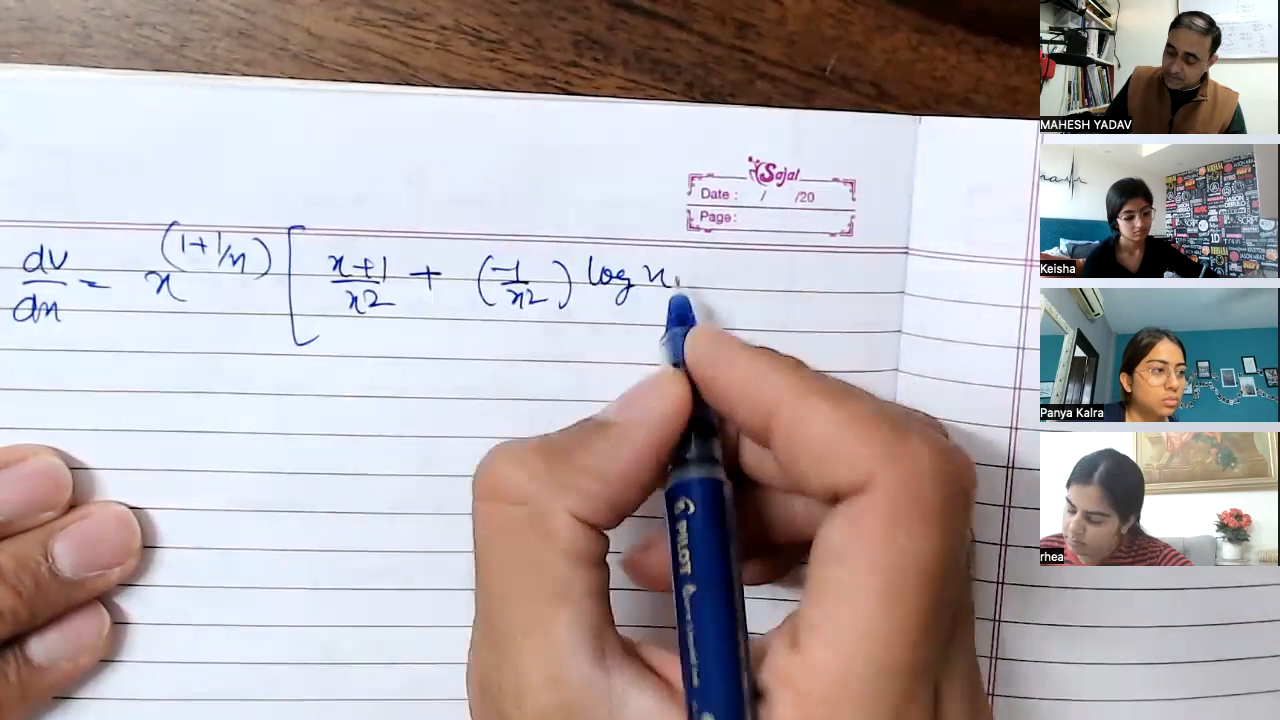 Sajal
Date : / /20
Page:
dv/dx = x^(1+1/x) [ x+1/x2 + (-1/x2) log x.
PILOT
MAHESH YADAV
Keisha
Panya Kalra
rhea